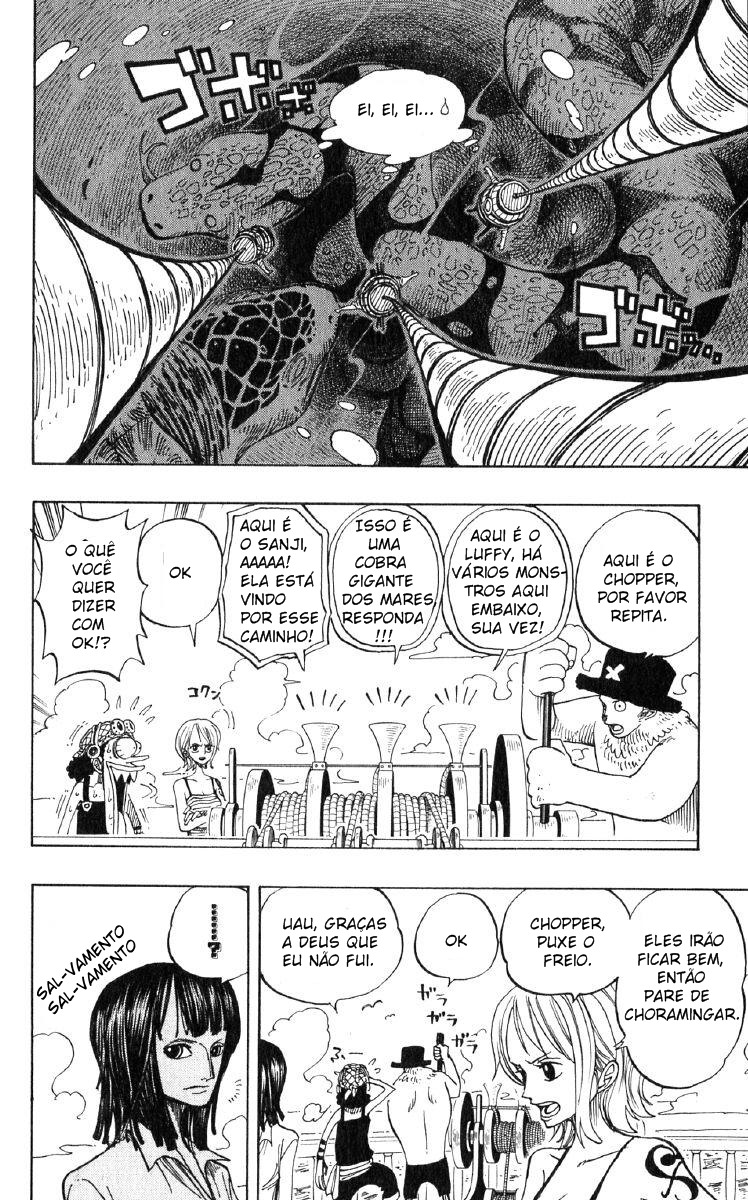 ゴボゴボ
EI, EI, EI...
ゴボゴボ...
AQUI É O
CHOPPER,
POR FAVOR
REPITA.
AQUI É O
LUFFY, HÁ
VÁRIOS MONS-
TROS AQUI
EMBAIXO,
SUA VEZ!
ISSO É
UMA
COBRA
GIGANTE
DOS MARES
RESPONDA
!!!
AQUI É
O SANJI,
AAAAA!
ELA ESTÁ
VINDO
POR ESSE
CAMINHO!
OK
O QUÊ
VOCÊ
QUER
DIZER
COM
OK!?
コクン
ELES IRÃO
FICAR BEM,
ENTÃO
PARE DE
CHORAMINGAR.
CHOPPER,
PUXE O
FREIO.
OK
UAU, GRAÇAS
A DEUS QUE
EU NÃO FUI.
ガラガラ
ふぅ
......?
SAL-VAMENTO
SAL-VAMENTO